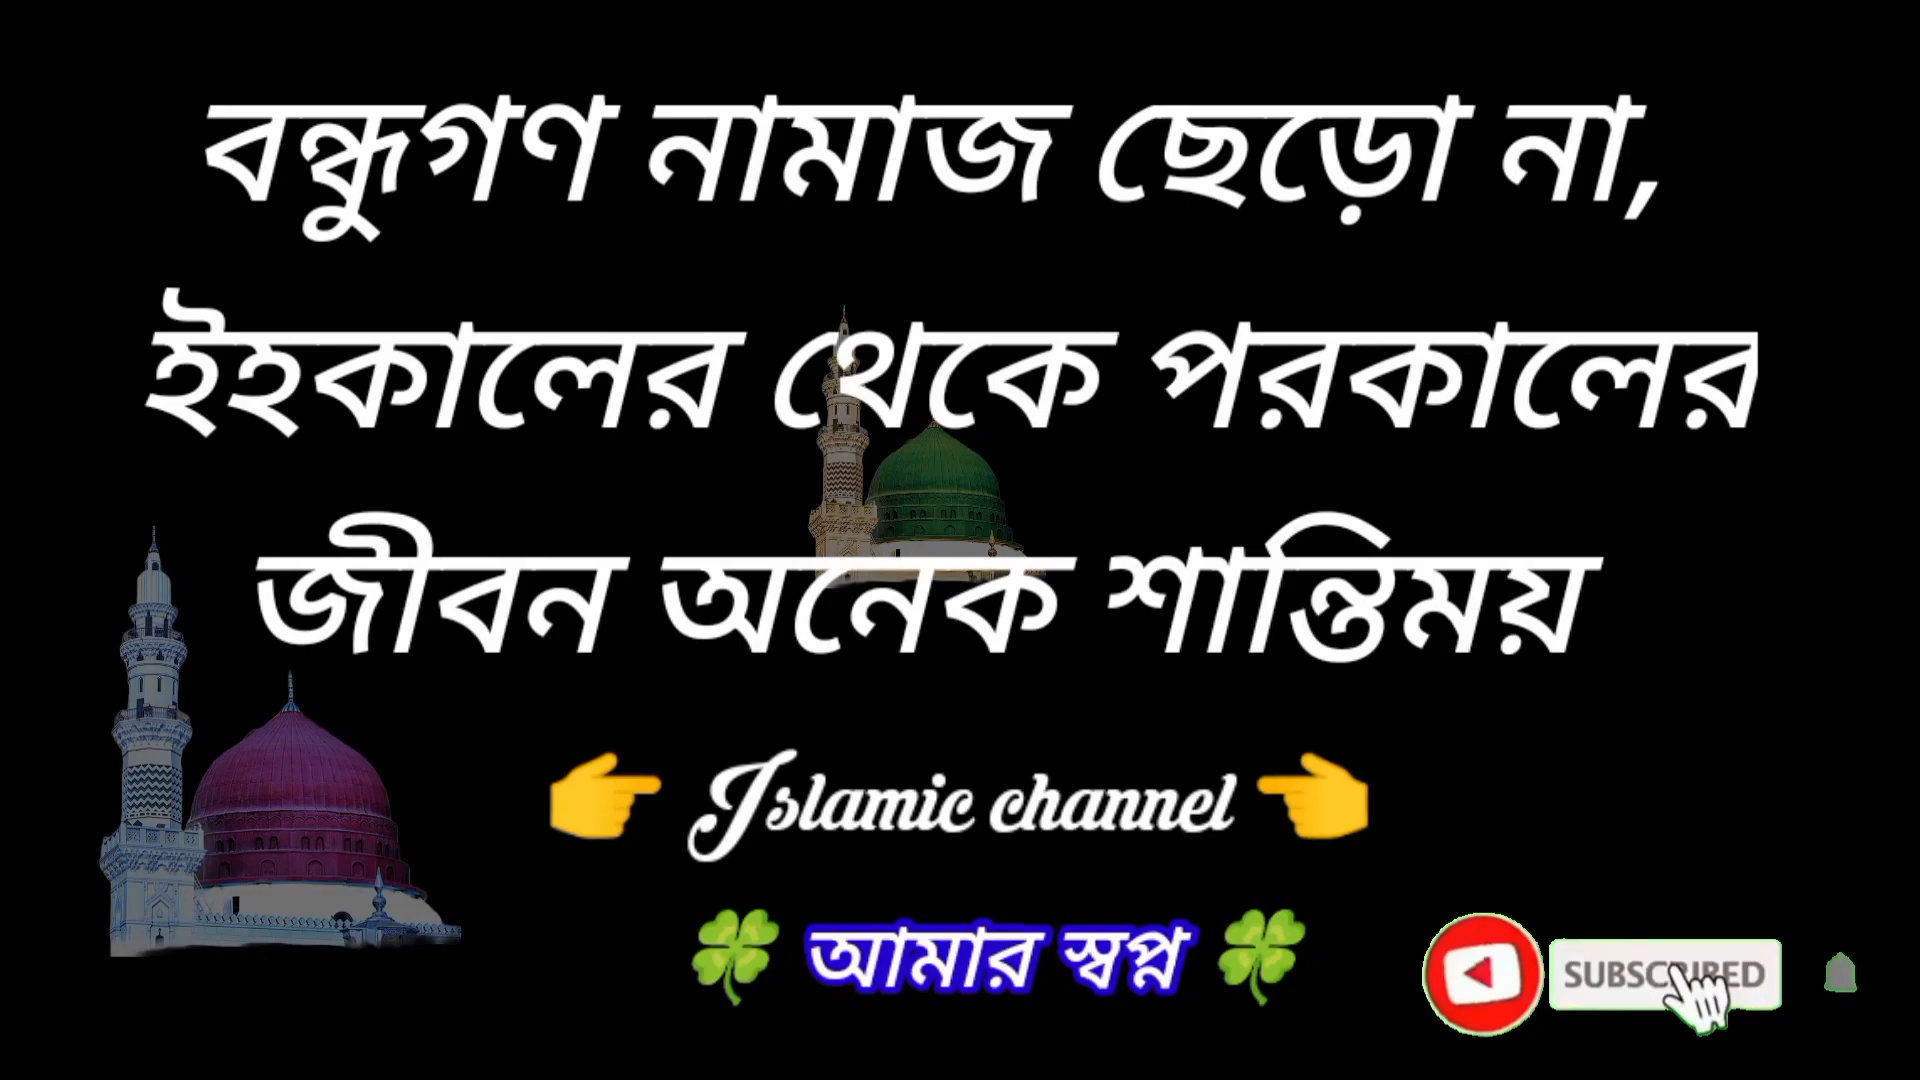 বন্ধুগণ নামাজ ছেড়ো না,
ইহকালের থেকে পরকালের
জীবন অনেক শান্তিময়
👉 Islamic channel 👈
🍀 আমার স্বপ্ন 🍀
SUBSCRIBED